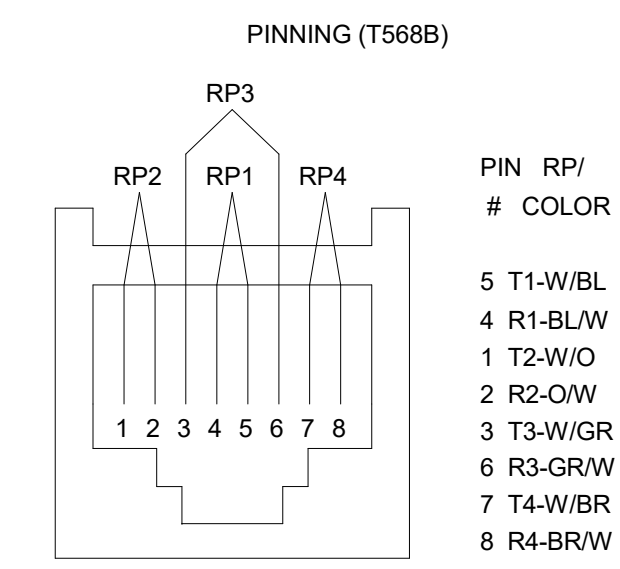 PINNING (T568B)
RP3
RP2 RP1 RP4
1 2 3 4 5 6 7 8
PIN RP/
# COLOR
5 T1-W/BL
4 R1-BL/W
1 T2-W/O
2 R2-O/W
3 T3-W/GR
6 R3-GR/W
7 T4-W/BR
8 R4-BR/W